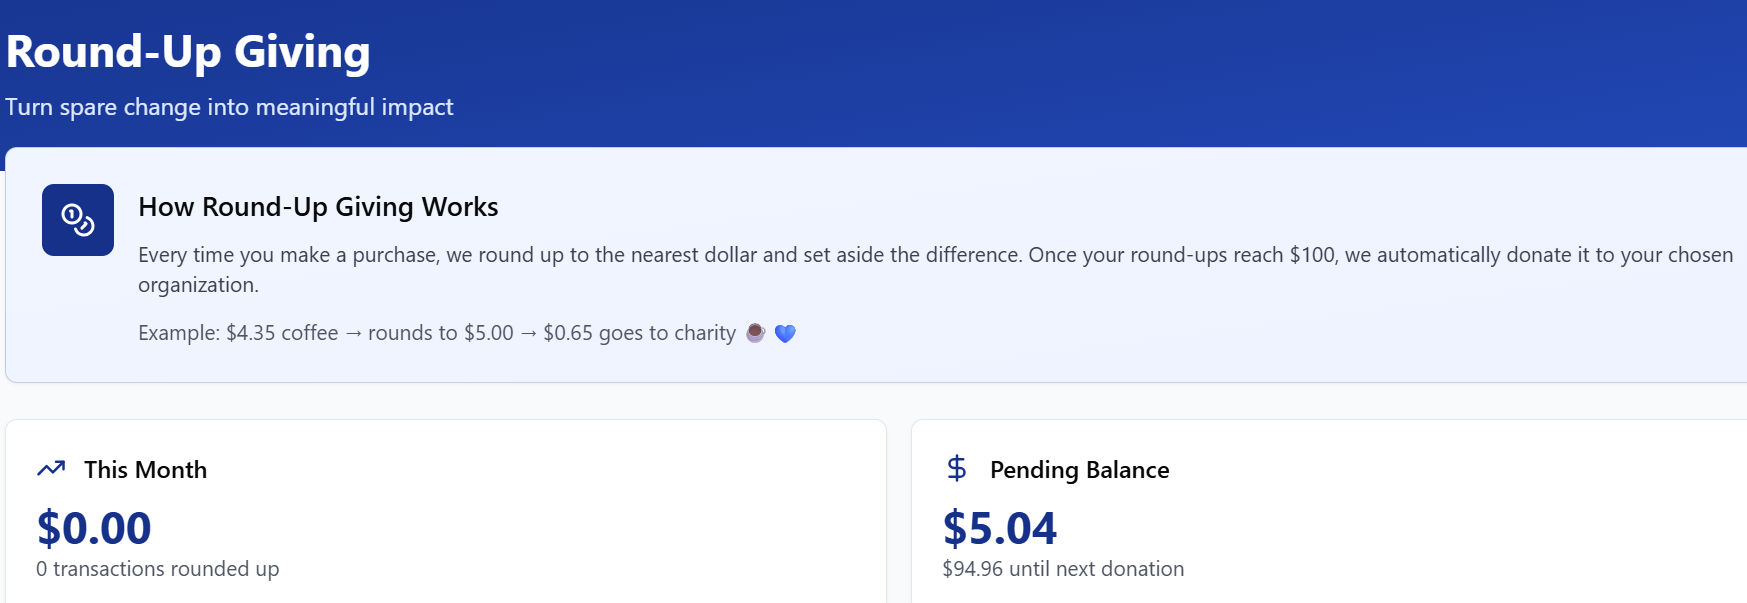 Round-Up Giving
Turn spare change into meaningful impact
How Round-Up Giving Works
Every time you make a purchase, we round up to the nearest dollar and set aside the difference. Once your round-ups reach $100, we automatically donate it to your chosen
organization.
Example: $4.35 coffee → rounds to $5.00 → $0.65 goes to charity ☕ 💙
This Month
$0.00
0 transactions rounded up
Pending Balance
$5.04
$94.96 until next donation